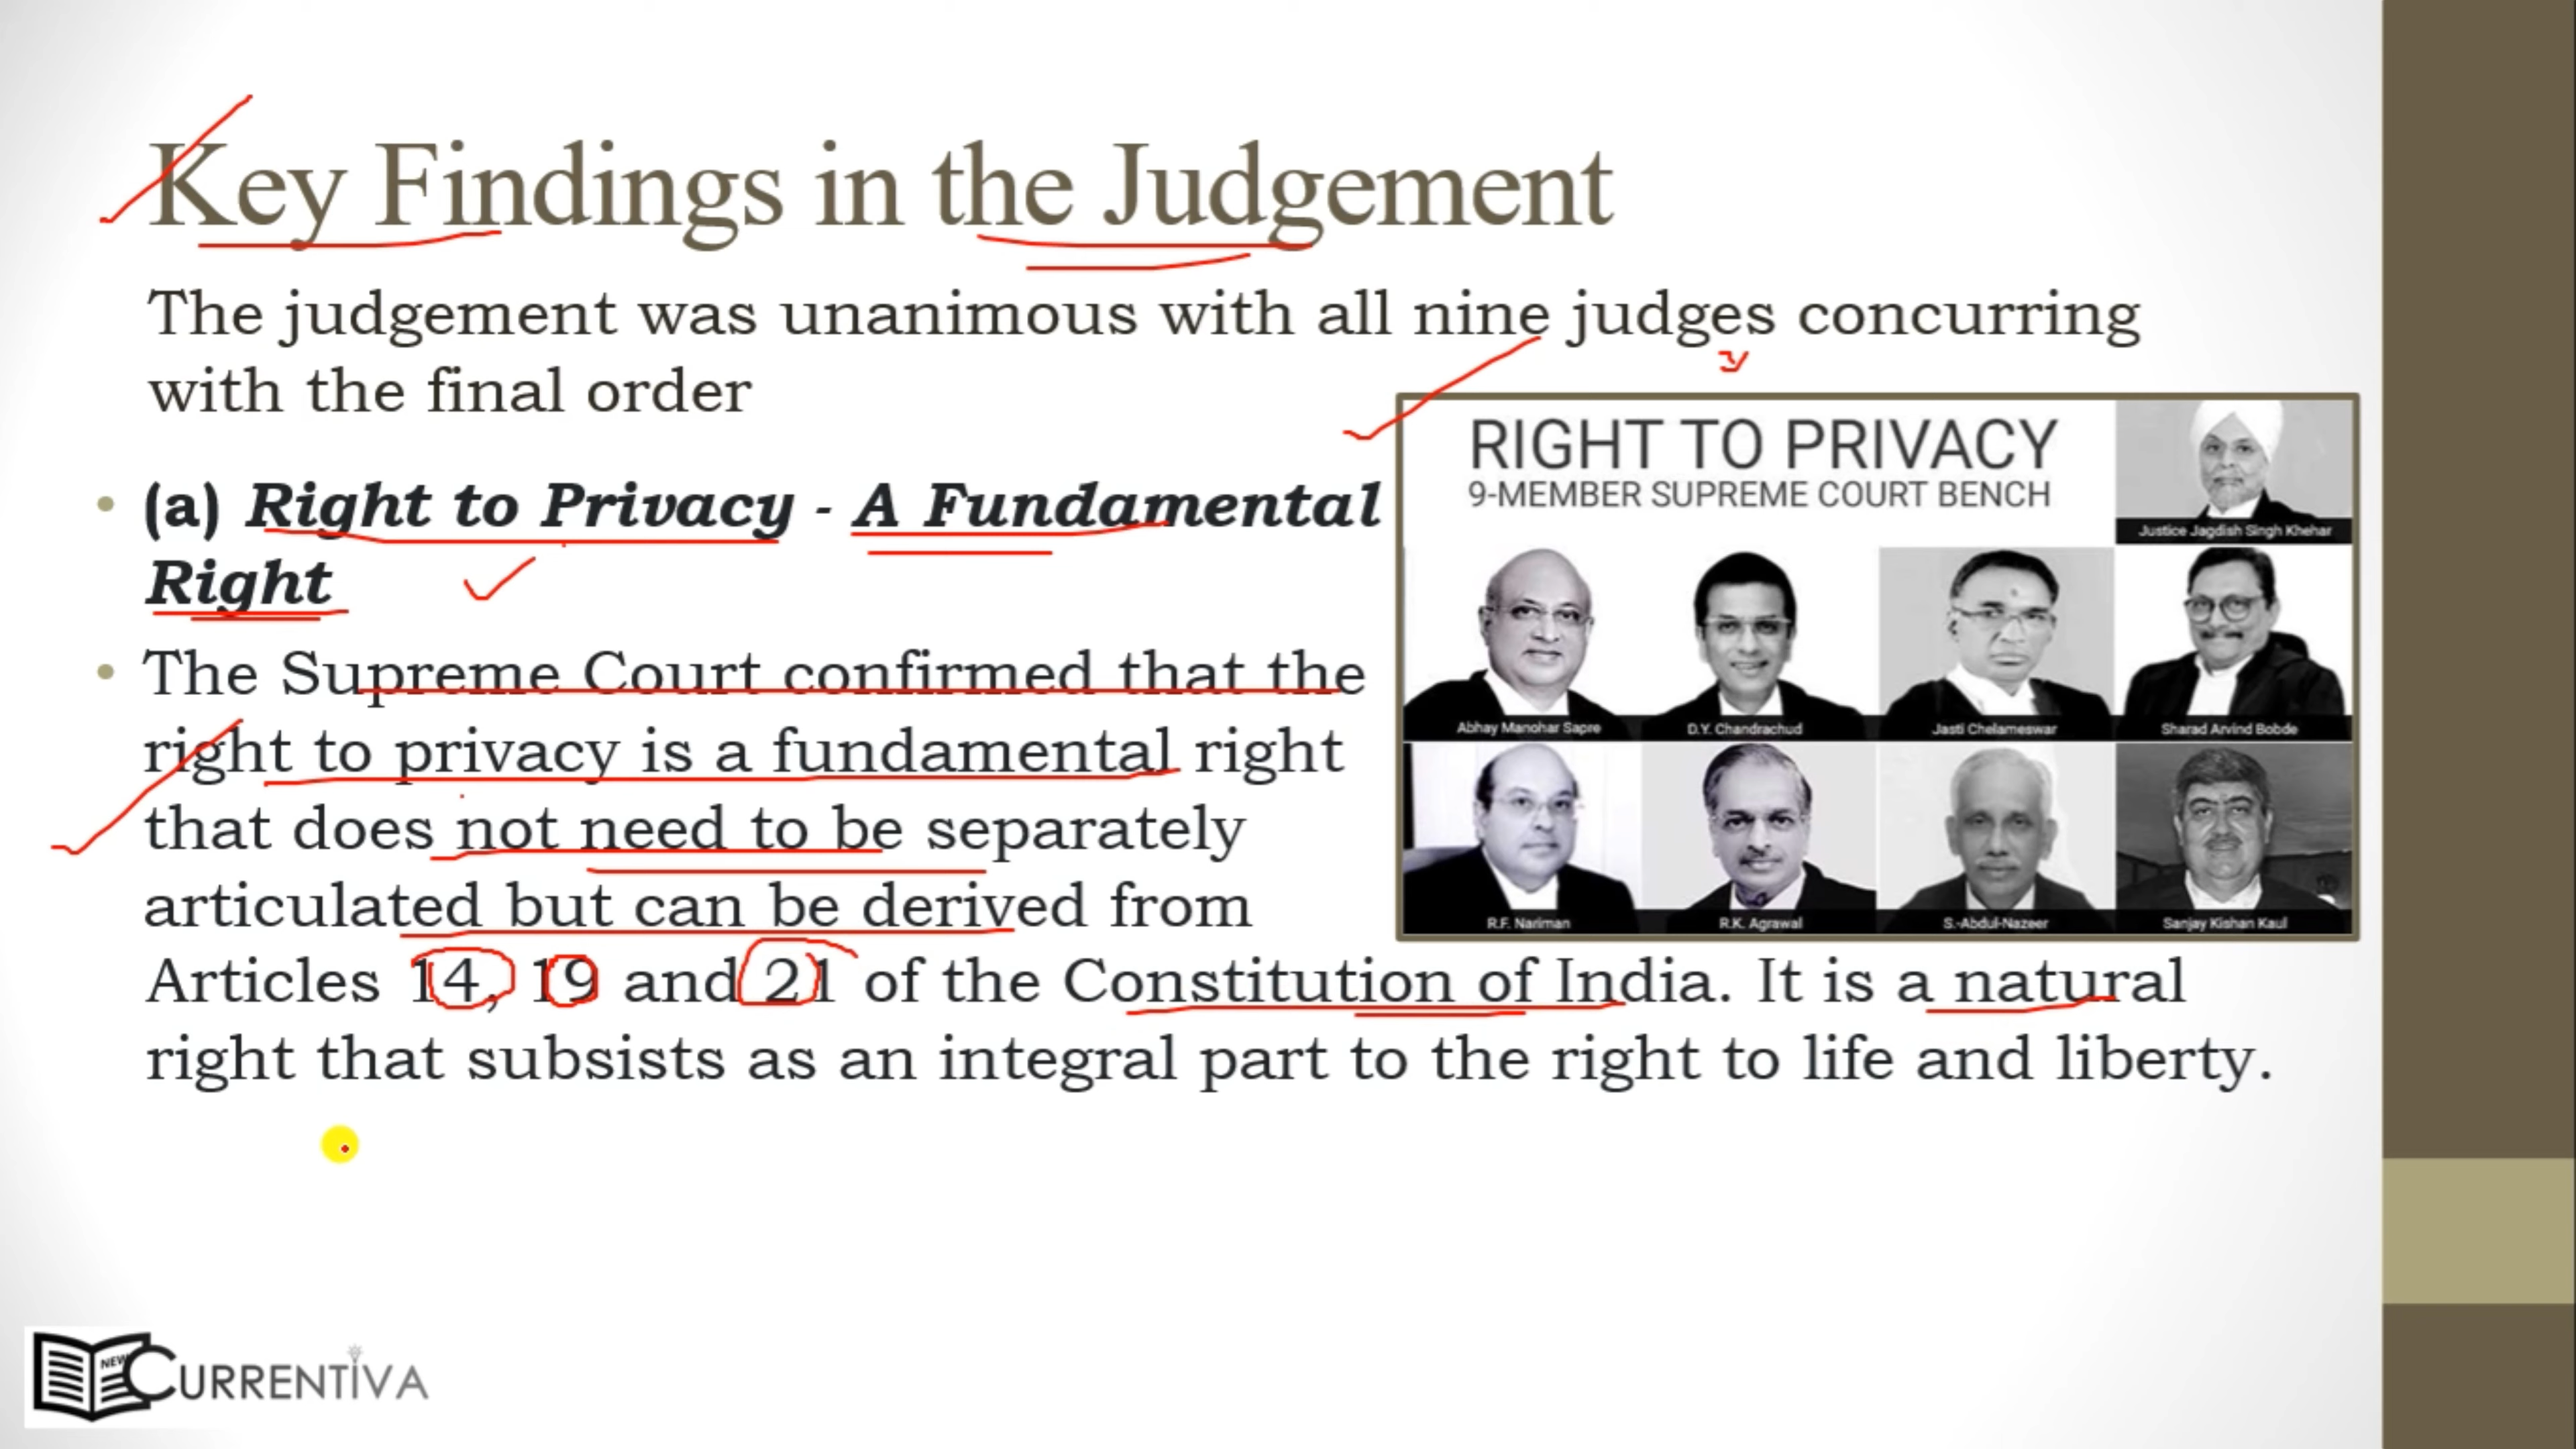 Key Findings in the Judgement
The judgement was unanimous with all nine judges concurring
with the final order
• (a) Right to Privacy - A Fundamental
Right
• The Supreme Court confirmed that the
right to privacy is a fundamental right
that does not need to be separately
articulated but can be derived from
Articles 14, 19 and 21 of the Constitution of India. It is a natural
right that subsists as an integral part to the right to life and liberty.
RIGHT TO PRIVACY
9-MEMBER SUPREME COURT BENCH
Justice Jagdish Singh Khehar
Abhay Manohar Sapre
D.Y. Chandrachud
Jasti Chelameswar
Sharad Arvind Bobde
R.F. Nariman
R.K. Agrawal
S.-Abdul-Nazeer
Sanjay Kishan Kaul
NEW
CURRENTIVA